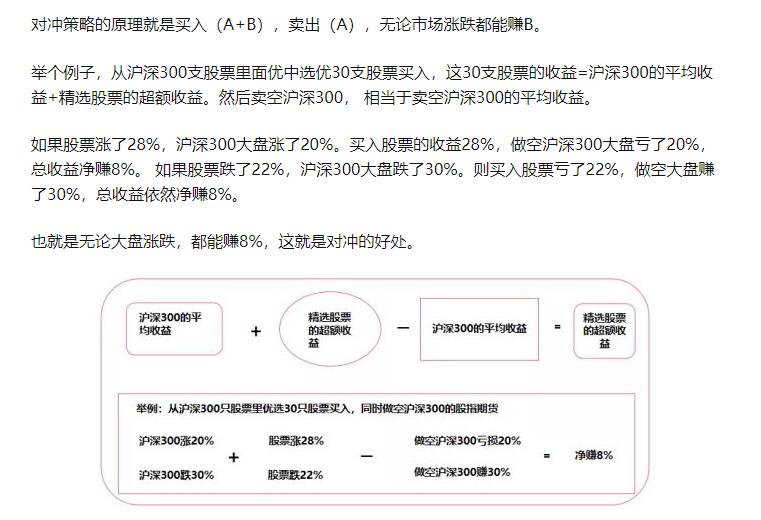 对冲策略的原理就是买入（A+B），卖出（A），无论市场涨跌都能赚B。
举个例子，从沪深300支股票里面优中选优30支股票买入，这30支股票的收益=沪深300的平均收
益+精选股票的超额收益。然后卖空沪深300， 相当于卖空沪深300的平均收益。
如果股票涨了28%，沪深300大盘涨了20%。买入股票的收益28%，做空沪深300大盘亏了20%，
总收益净赚8%。 如果股票跌了22%，沪深300大盘跌了30%。则买入股票亏了22%，做空大盘赚
了30%，总收益依然净赚8%。
也就是无论大盘涨跌，都能赚8%，这就是对冲的好处。
沪深300的平
均收益
+
精选股票
的超额收
益
—
沪深300的平均收益
=
精选股票
的超额收
益
举例：从沪深300只股票里优选30只股票买入，同时做空沪深300的股指期货
沪深300涨20%
沪深300跌30%
+
股票涨28%
股票跌22%
—
做空沪深300亏损20%
做空沪深300赚30%
=
净赚8%